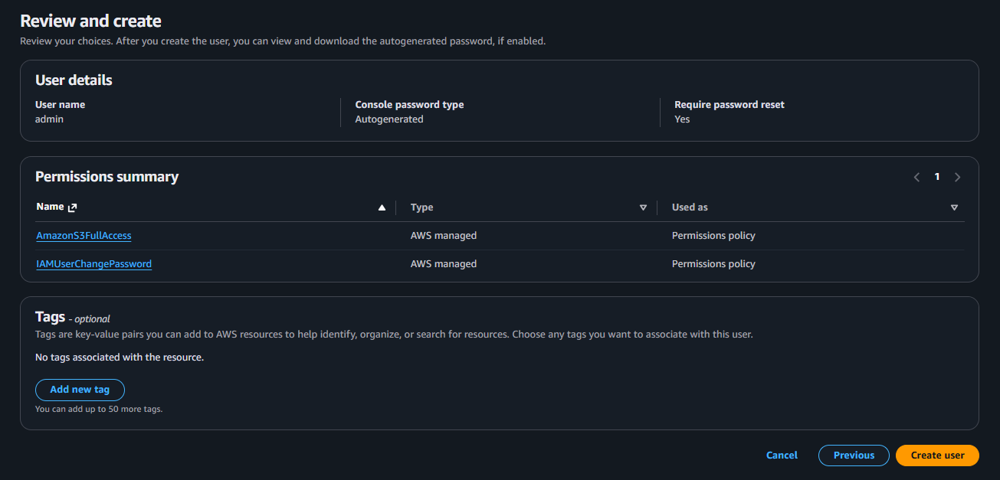 Review and create
Review your choices. After you create the user, you can view and download the autogenerated password, if enabled.
User details
User name
admin
Console password type
Autogenerated
Require password reset
Yes
Permissions summary
1
Name Type Used as
AmazonS3FullAccess AWS managed Permissions policy
IAMUserChangePassword AWS managed Permissions policy
Tags - optional
Tags are key-value pairs you can add to AWS resources to help identify, organize, or search for resources. Choose any tags you want to associate with this user.
No tags associated with the resource.
Add new tag
You can add up to 50 more tags.
Cancel Previous Create user